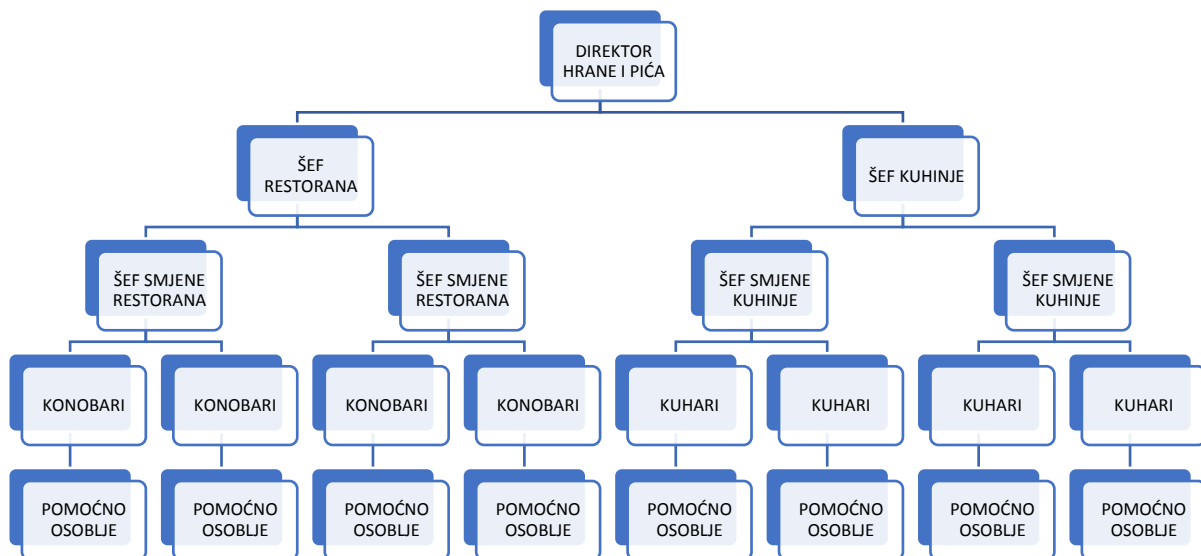 DIREKTOR
HRANE I PIĆA
ŠEF
RESTORANA
ŠEF KUHINJE
ŠEF SMJENE
RESTORANA
ŠEF SMJENE
RESTORANA
ŠEF SMJENE
KUHINJE
ŠEF SMJENE
KUHINJE
KONOBARI
KONOBARI
KONOBARI
KONOBARI
KUHARI
KUHARI
KUHARI
KUHARI
POMOĆNO
OSOBLJE
POMOĆNO
OSOBLJE
POMOĆNO
OSOBLJE
POMOĆNO
OSOBLJE
POMOĆNO
OSOBLJE
POMOĆNO
OSOBLJE
POMOĆNO
OSOBLJE
POMOĆNO
OSOBLJE